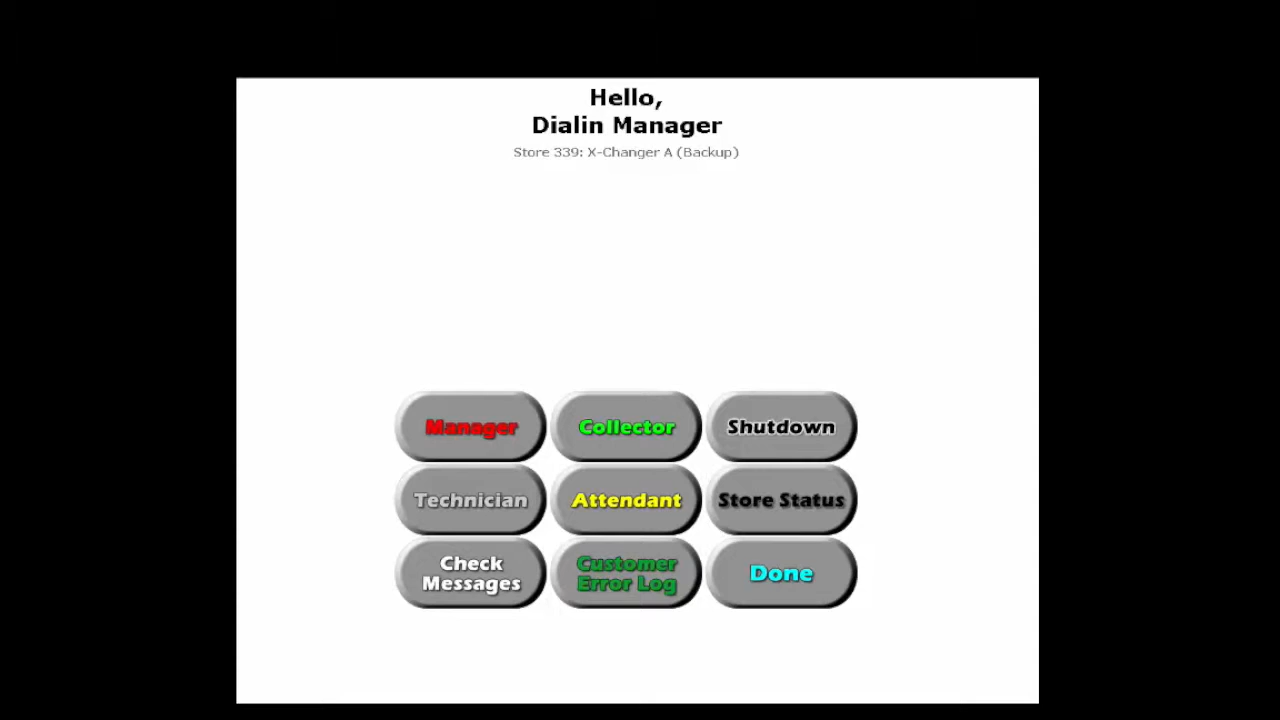 Hello,
Dialin Manager
Store 339: X-Changer A (Backup)
Manager
Collector
Shutdown
Technician
Attendant
Store Status
Check
Messages
Customer
Error Log
Done